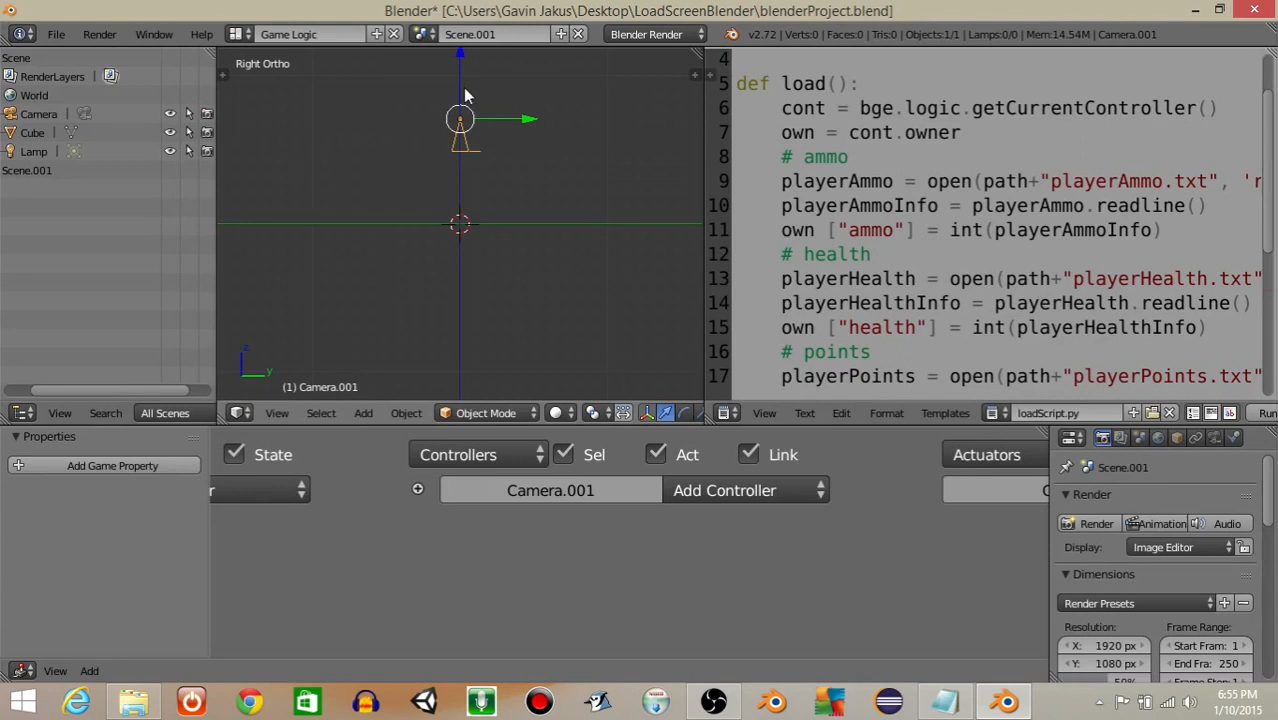 Blender* [C:\Users\Gavin Jakus\Desktop\LoadScreenBlender\blenderProject.blend]
File Render Window Help Game Logic Scene.001 Blender Render v2.72 | Verts:0 | Faces:0 | Tris:0 | Objects:1/1 | Lamps:0/0 | Mem:14.54M | Camera.001
Scene
RenderLayers
World
Camera
Cube
Lamp
Scene.001
View Search All Scenes
Right Ortho
z
y
(1) Camera.001
View Select Add Object Object Mode
4
5 def load():
6 cont = bge.logic.getCurrentController()
7 own = cont.owner
8 # ammo
9 playerAmmo = open(path+"playerAmmo.txt", 'r
10 playerAmmoInfo = playerAmmo.readline()
11 own ["ammo"] = int(playerAmmoInfo)
12 # health
13 playerHealth = open(path+"playerHealth.txt"
14 playerHealthInfo = playerHealth.readline()
15 own ["health"] = int(playerHealthInfo)
16 # points
17 playerPoints = open(path+"playerPoints.txt"
View Text Edit Format Templates loadScript.py Run
Properties
Add Game Property
State Controllers Sel Act Link Actuators
r Camera.001 Add Controller C
View Add
Scene.001
Render
Render Animation Audio
Display: Image Editor
Dimensions
Render Presets
Resolution: Frame Range:
X: 1920 px Start Fram: 1
Y: 1080 px End Fra: 250
6:55 PM
1/10/2015